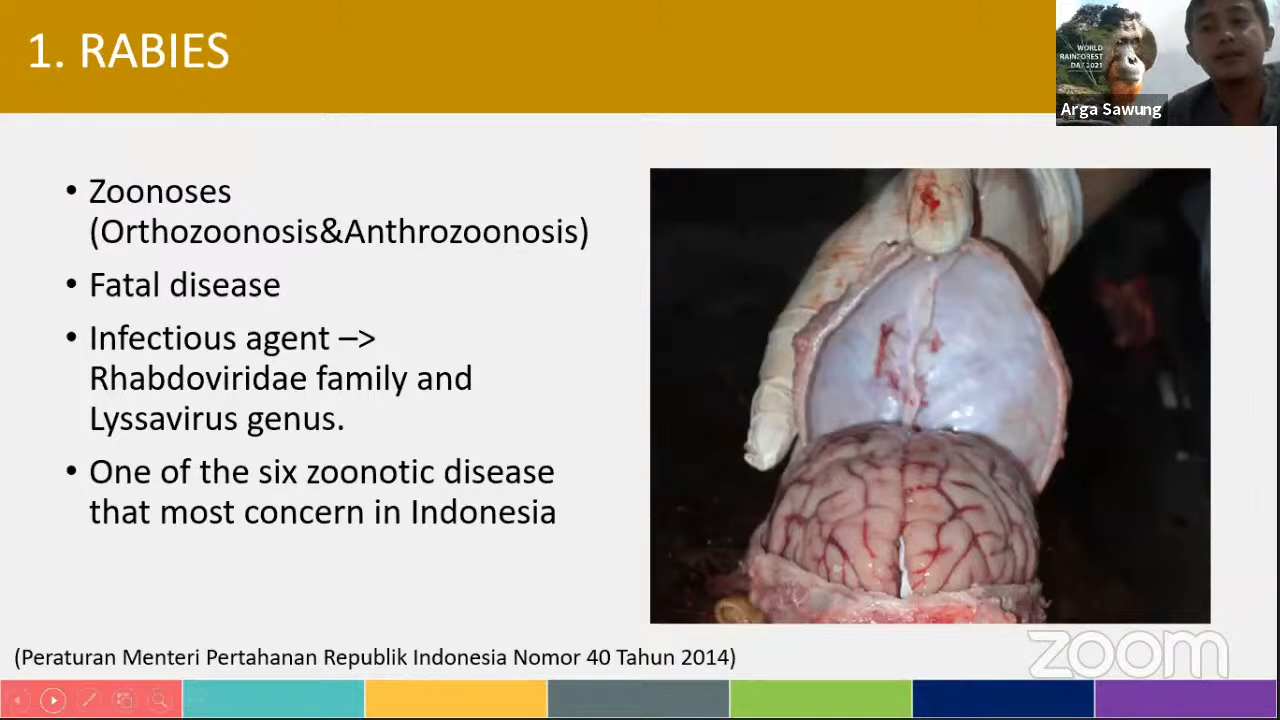 1. RABIES
WORLD
RAINFOREST
DAY 2021
Arga Sawung
• Zoonoses
(Orthozoonosis&Anthrozoonosis)
• Fatal disease
• Infectious agent –>
Rhabdoviridae family and
Lyssavirus genus.
• One of the six zoonotic disease
that most concern in Indonesia
(Peraturan Menteri Pertahanan Republik Indonesia Nomor 40 Tahun 2014)
zoom